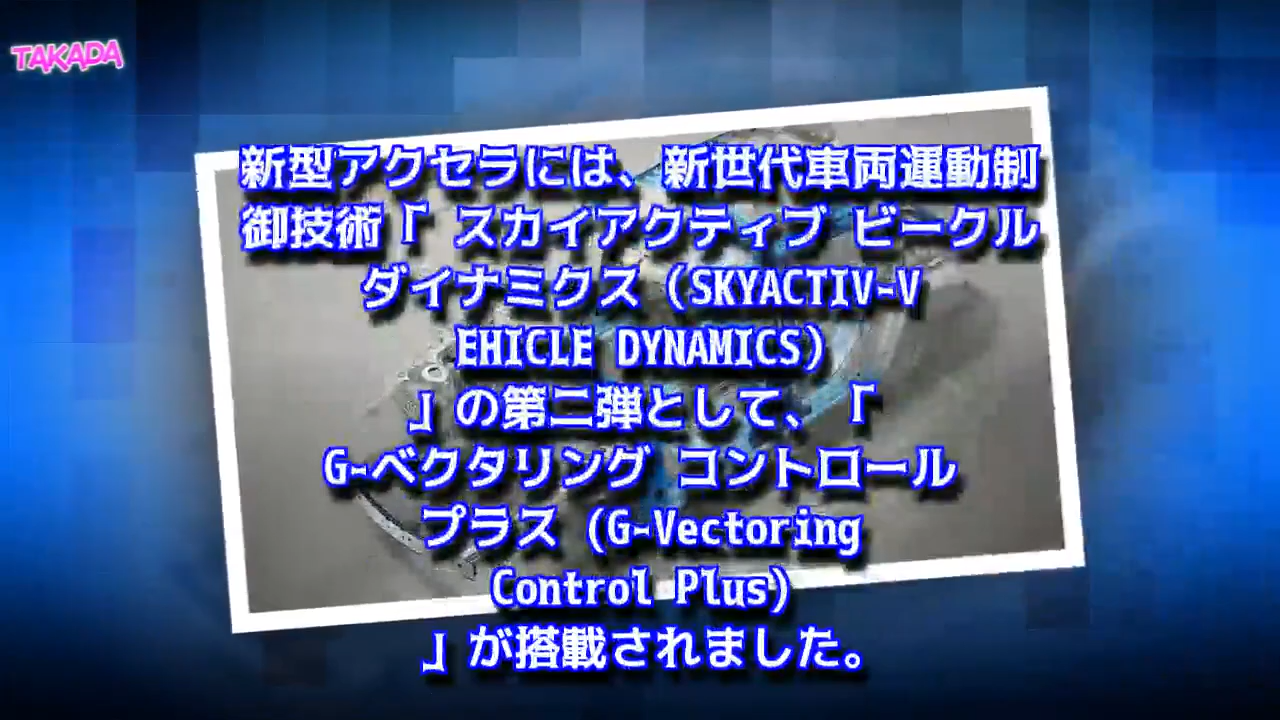 TAKADA
新型アクセラには、新世代車両運動制
御技術「 スカイアクティブ ビークル
ダイナミクス（SKYACTIV-V
EHICLE DYNAMICS）
」の第二弾として、「
G-ベクタリング コントロール
プラス (G-Vectoring
Control Plus)
」が搭載されました。